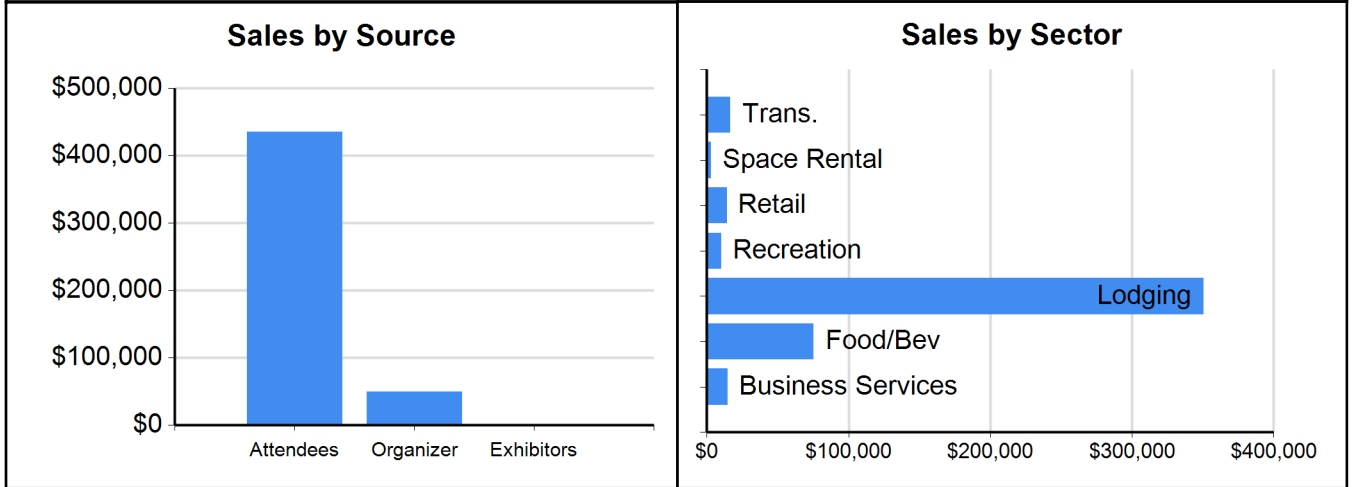 Sales by Source
$500,000
$400,000
$300,000
$200,000
$100,000
$0
Attendees Organizer Exhibitors
Sales by Sector
Trans.
Space Rental
Retail
Recreation
Lodging
Food/Bev
Business Services
$0 $100,000 $200,000 $300,000 $400,000